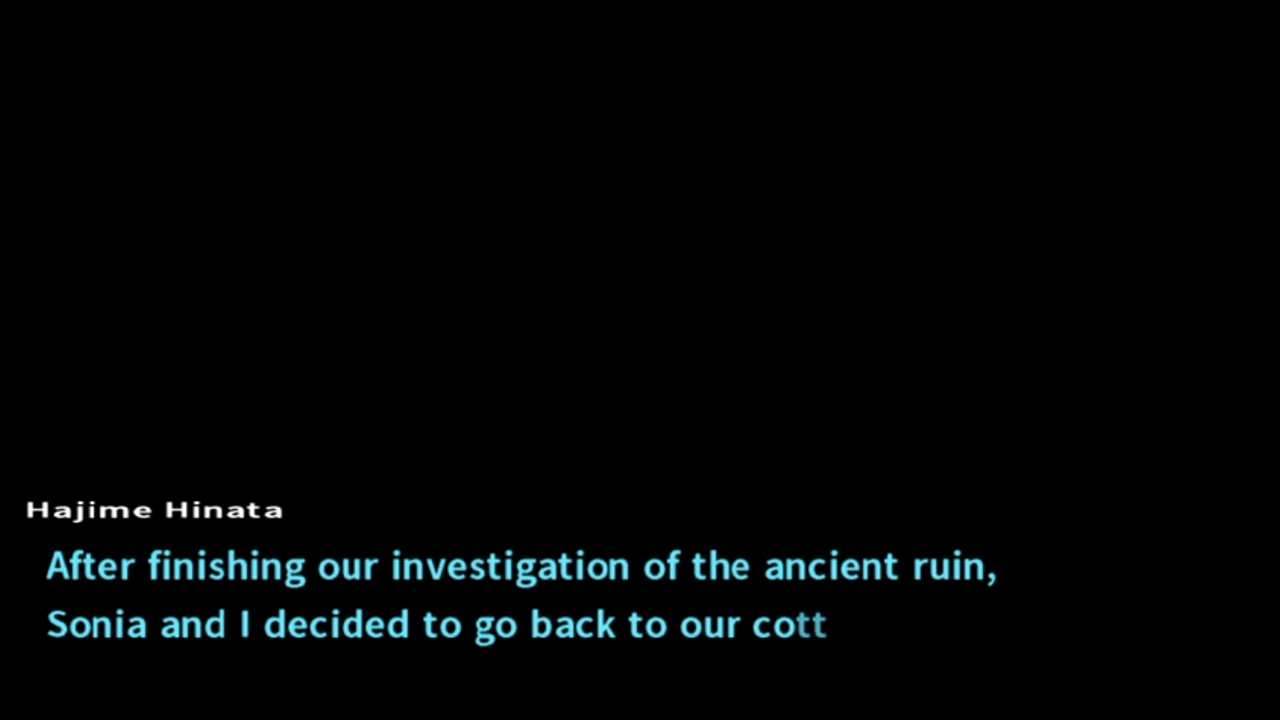 Hajime Hinata
After finishing our investigation of the ancient ruin,
Sonia and I decided to go back to our cott